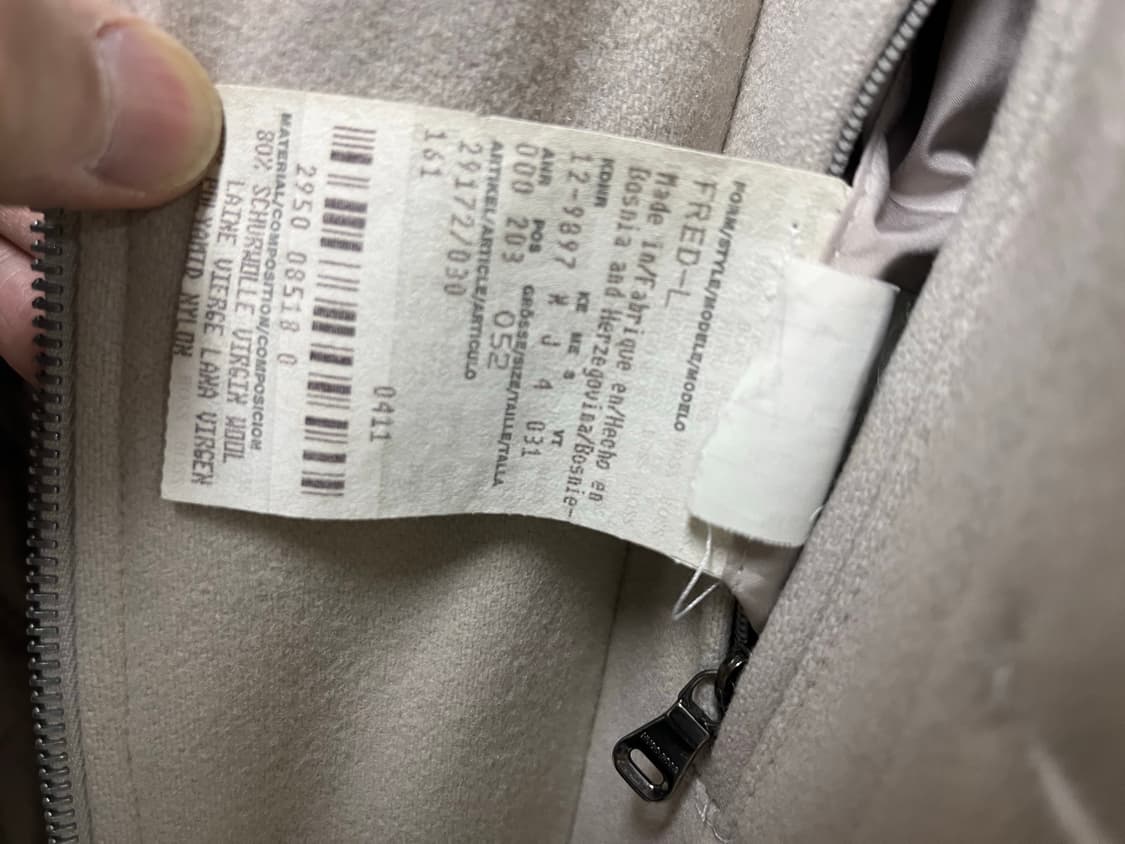 FORM/STYLE/MODELE/MODELO
FRED-L
Made in/Fabrique en/Hecho en
Bosnia and Herzegovina/Bosnie-
KDNR KE ME S VT
12-9897 W J 4 031
ANR POS GRÖSSE/SIZE/TAILLE/TALLA
000 203 052
ARTIKEL/ARTICLE/ARTICULO
29172/030
161
0411
2950 08518 0
MATERIAL/COMPOSITION/COMPOSICION
80% SCHURWOLLE VIRGIN WOOL
LAINE VIERGE LANA VIRGEN
NYLON